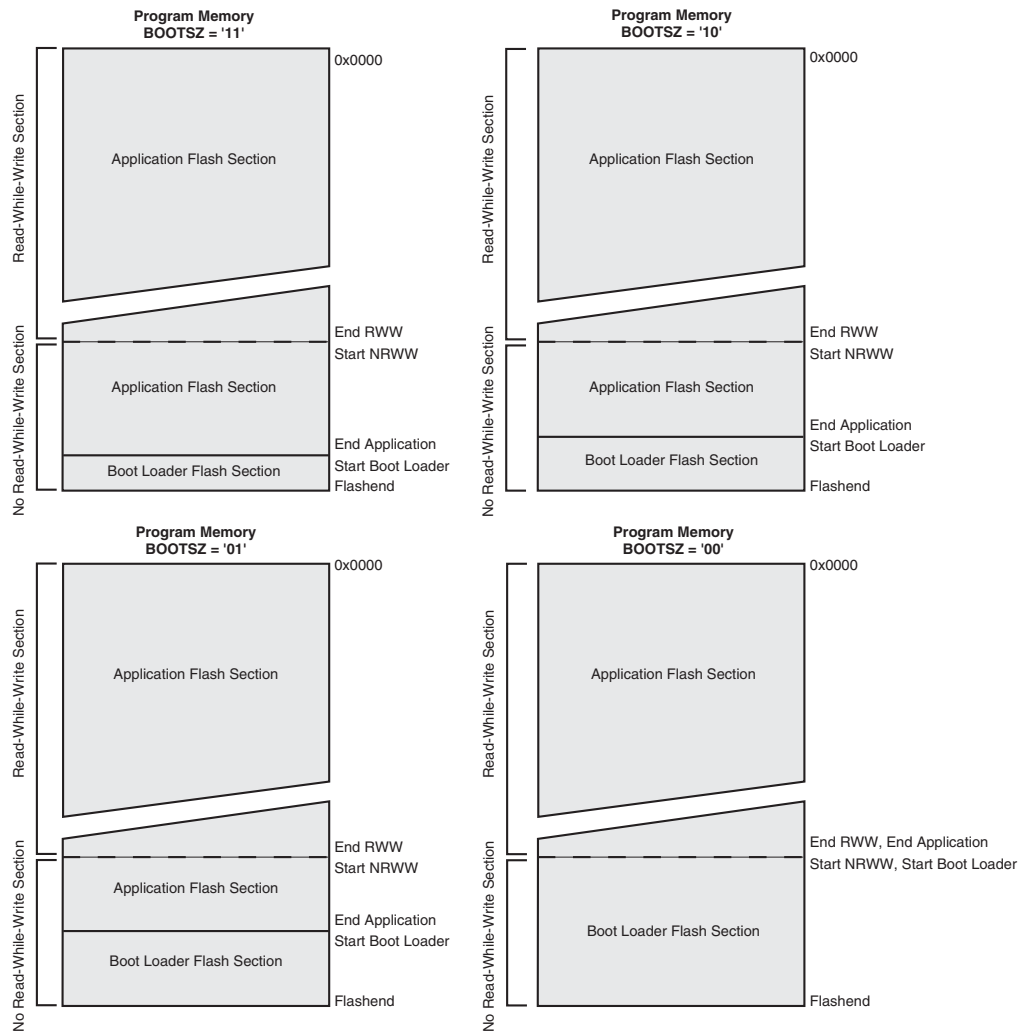 Program Memory
BOOTSZ = '11'
0x0000
Read-While-Write Section
Application Flash Section
End RWW
Start NRWW
No Read-While-Write Section
Application Flash Section
End Application
Start Boot Loader
Boot Loader Flash Section
Flashend
Program Memory
BOOTSZ = '10'
0x0000
Read-While-Write Section
Application Flash Section
End RWW
Start NRWW
No Read-While-Write Section
Application Flash Section
End Application
Start Boot Loader
Boot Loader Flash Section
Flashend
Program Memory
BOOTSZ = '01'
0x0000
Read-While-Write Section
Application Flash Section
End RWW
Start NRWW
No Read-While-Write Section
Application Flash Section
End Application
Start Boot Loader
Boot Loader Flash Section
Flashend
Program Memory
BOOTSZ = '00'
0x0000
Read-While-Write Section
Application Flash Section
End RWW, End Application
Start NRWW, Start Boot Loader
No Read-While-Write Section
Boot Loader Flash Section
Flashend